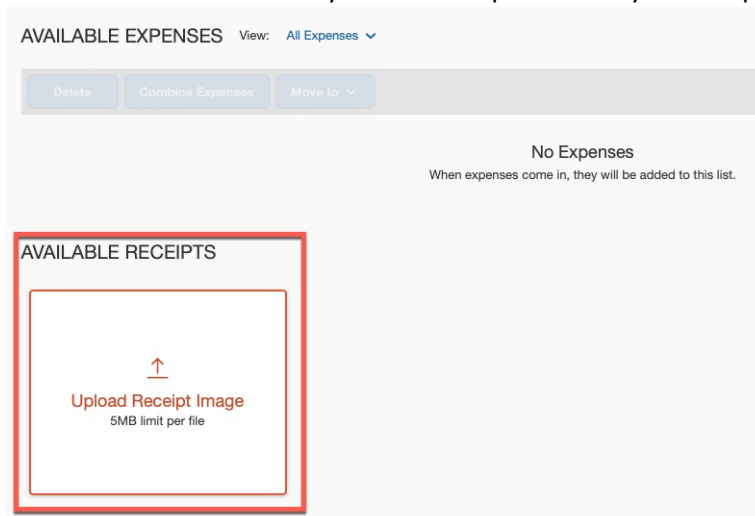 AVAILABLE EXPENSES View: All Expenses
Delete Combine Expenses Move to
No Expenses
When expenses come in, they will be added to this list.
AVAILABLE RECEIPTS
Upload Receipt Image
5MB limit per file